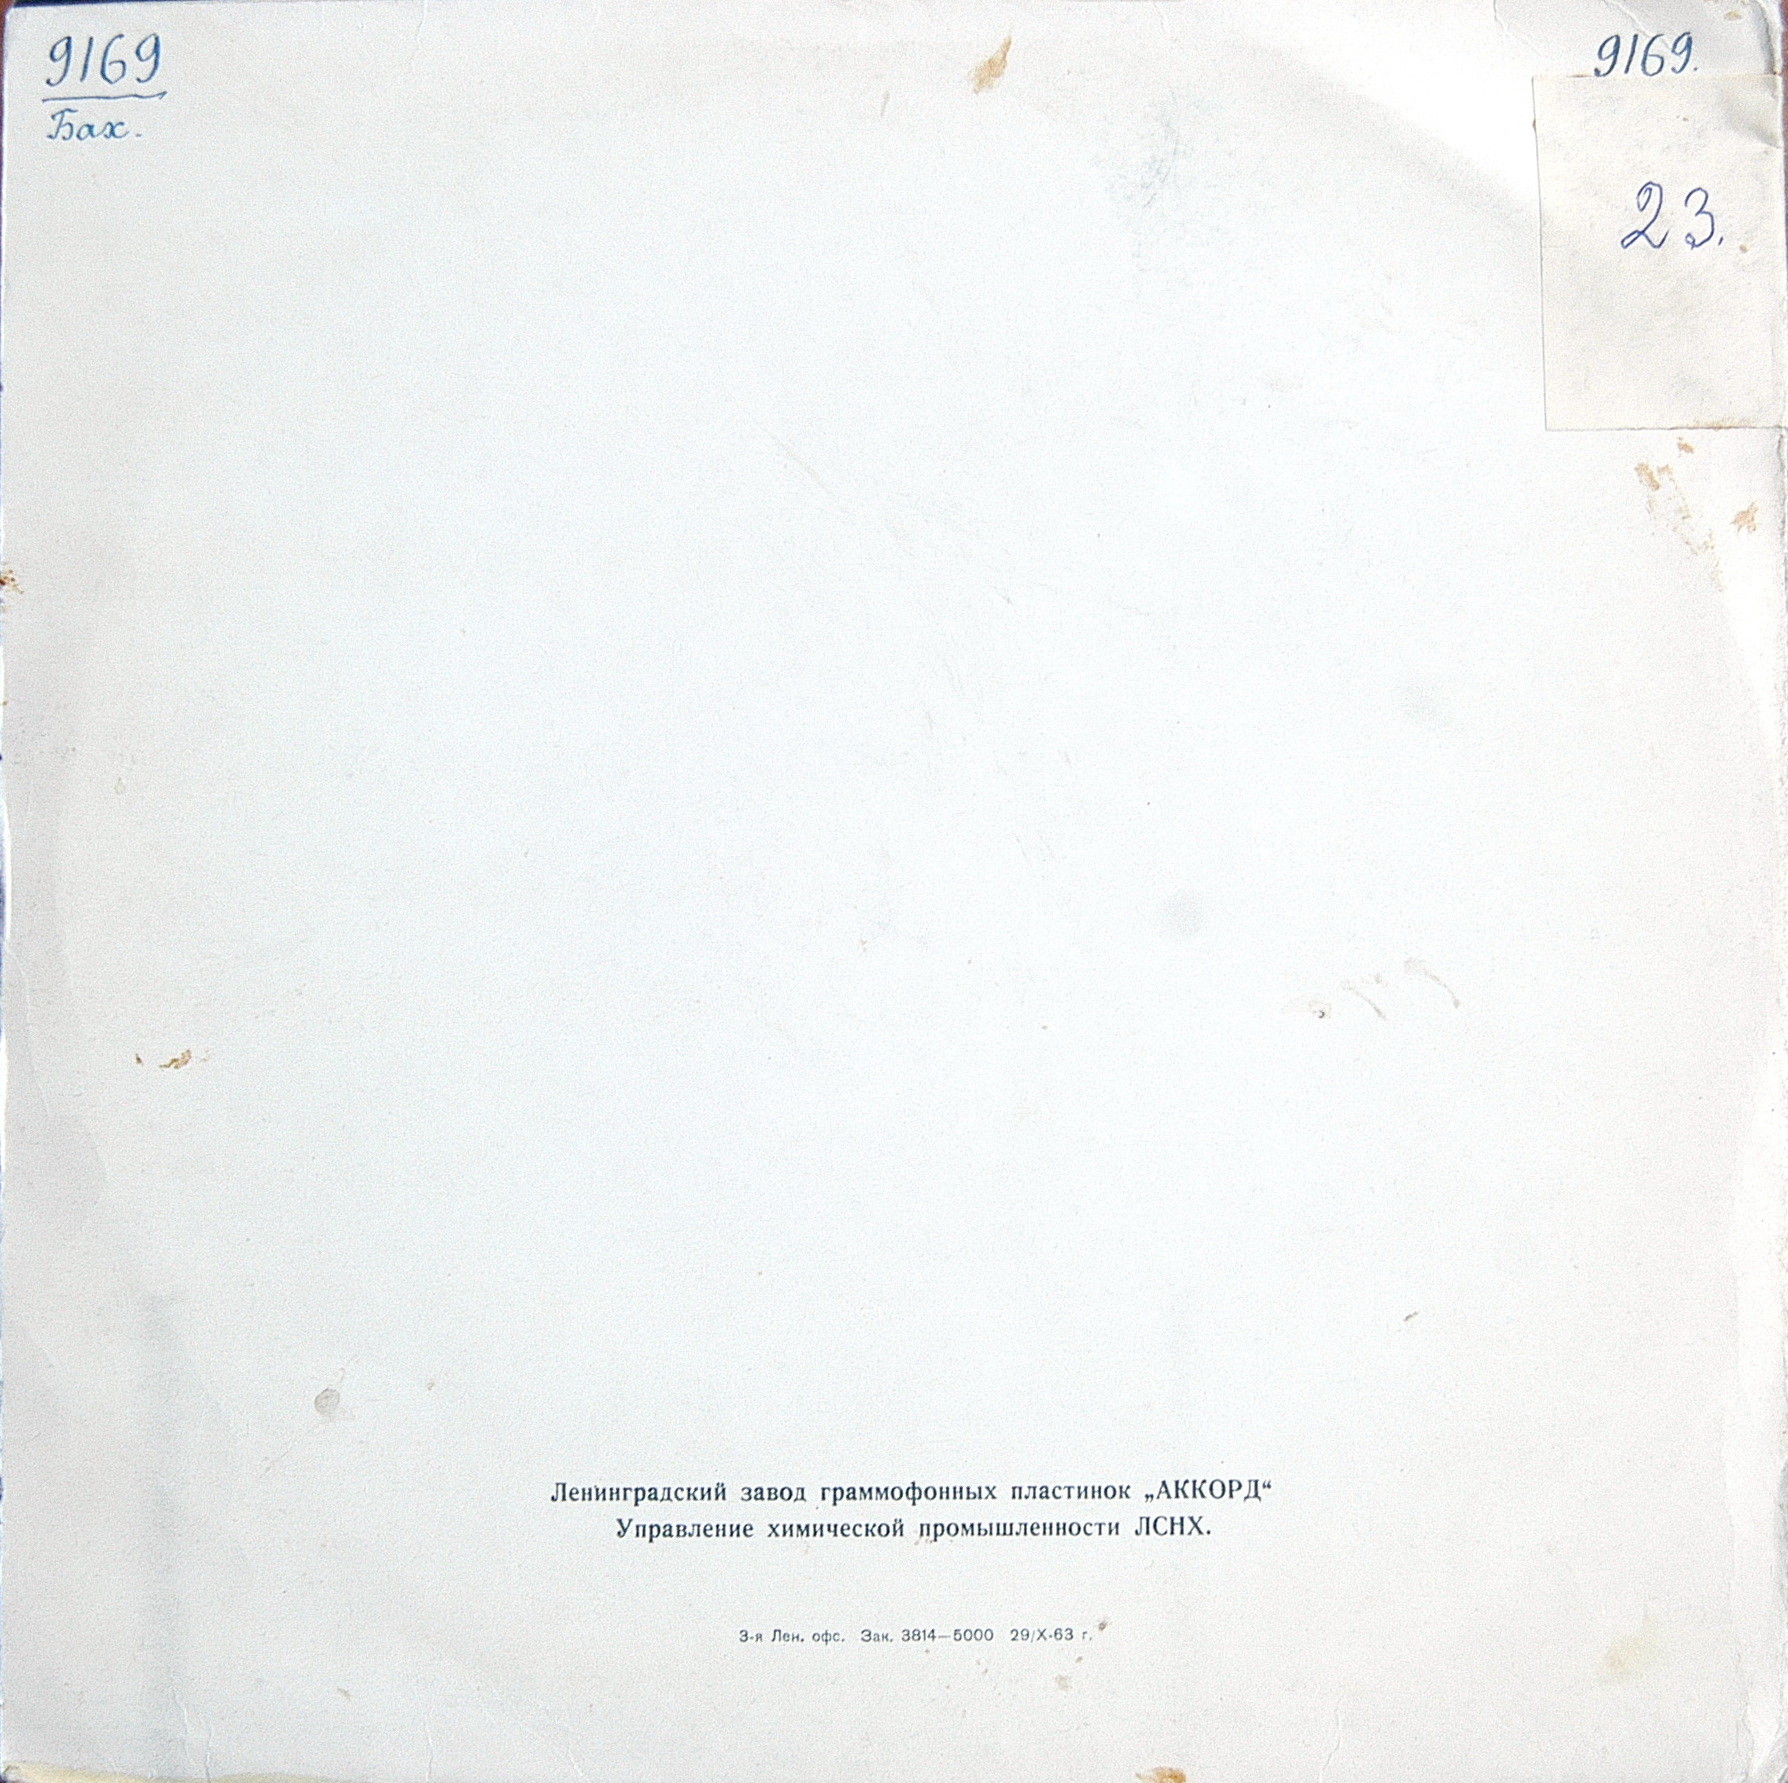 9169
Бах.
9169.
23.
Ленинградский завод граммофонных пластинок „АККОРД“
Управление химической промышленности ЛСНХ.
3-я Лен. офс. Зак. 3814—5000 29/X-63 г.